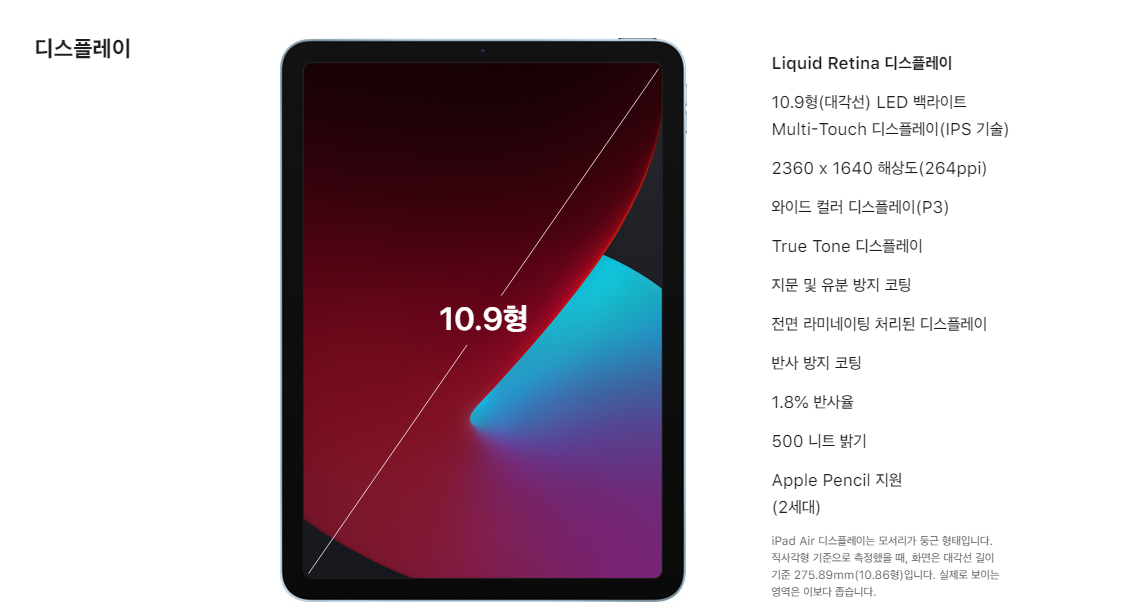 디스플레이
10.9형
Liquid Retina 디스플레이
10.9형(대각선) LED 백라이트
Multi-Touch 디스플레이(IPS 기술)
2360 x 1640 해상도(264ppi)
와이드 컬러 디스플레이(P3)
True Tone 디스플레이
지문 및 유분 방지 코팅
전면 라미네이팅 처리된 디스플레이
반사 방지 코팅
1.8% 반사율
500 니트 밝기
Apple Pencil 지원
(2세대)
iPad Air 디스플레이는 모서리가 둥근 형태입니다.
직사각형 기준으로 측정했을 때, 화면은 대각선 길이
기준 275.89mm(10.86형)입니다. 실제로 보이는
영역은 이보다 좁습니다.